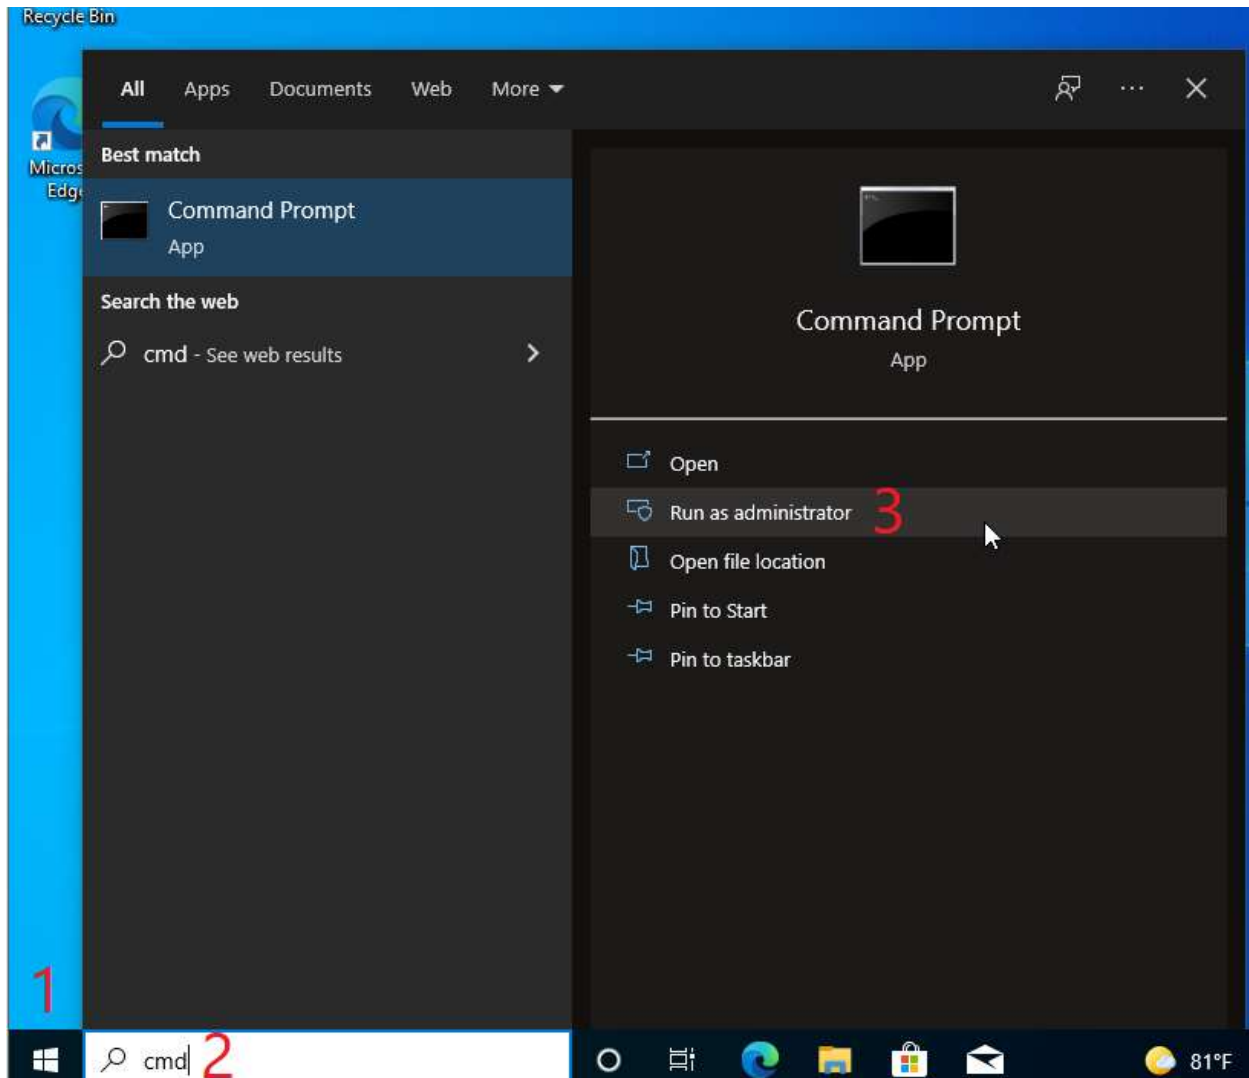 Recycle Bin
All Apps Documents Web More
Micros
Edge
Best match
Command Prompt
App
Search the web
cmd - See web results
Command Prompt
App
Open
Run as administrator 3
Open file location
Pin to Start
Pin to taskbar
1
cmd 2
81°F